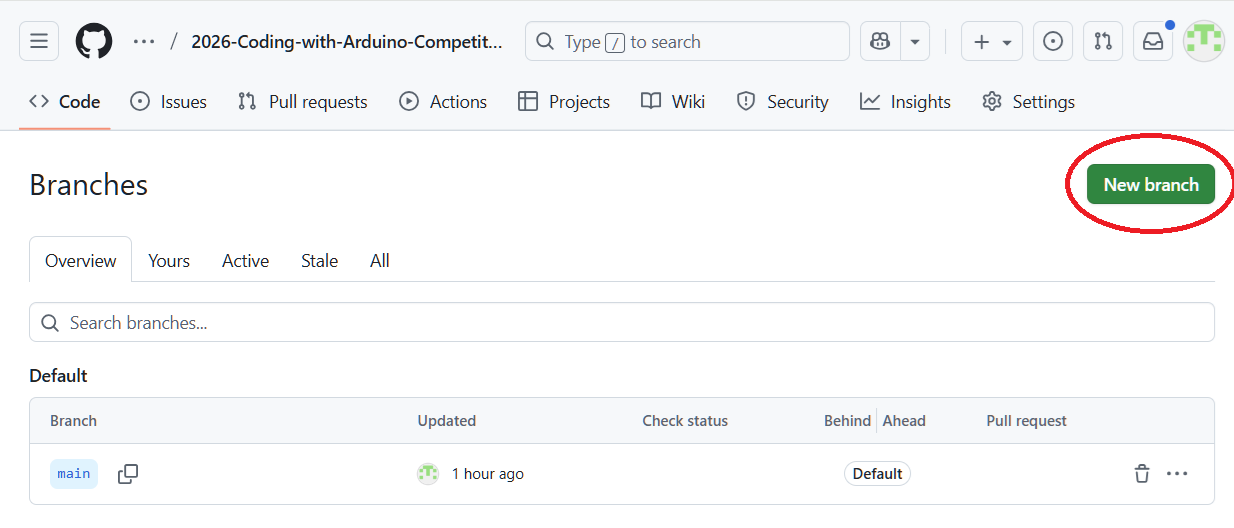 ··· / 2026-Coding-with-Arduino-Competit... Type / to search
Code Issues Pull requests Actions Projects Wiki Security Insights Settings
Branches New branch
Overview Yours Active Stale All
Search branches...
Default
Branch Updated Check status Behind Ahead Pull request
main 1 hour ago Default